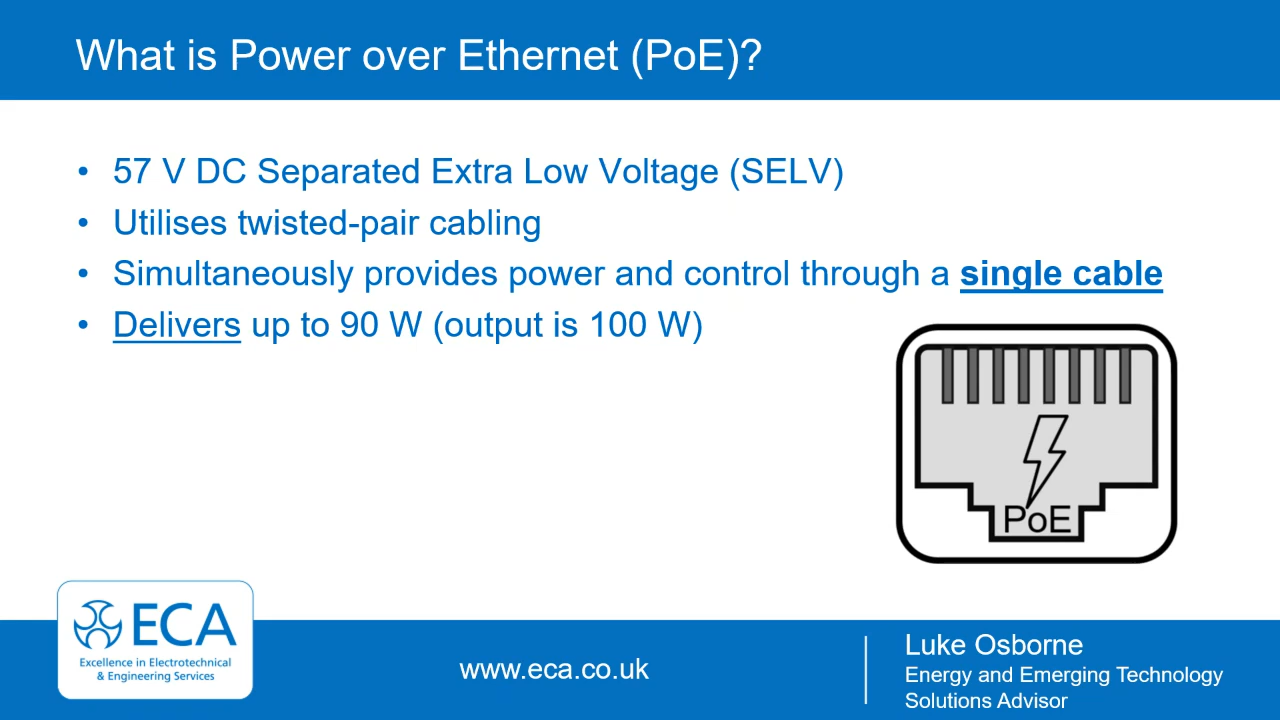 What is Power over Ethernet (PoE)?
• 57 V DC Separated Extra Low Voltage (SELV)
• Utilises twisted-pair cabling
• Simultaneously provides power and control through a single cable
• Delivers up to 90 W (output is 100 W)
PoE
ECA
Excellence in Electrotechnical
& Engineering Services
www.eca.co.uk
Luke Osborne
Energy and Emerging Technology
Solutions Advisor